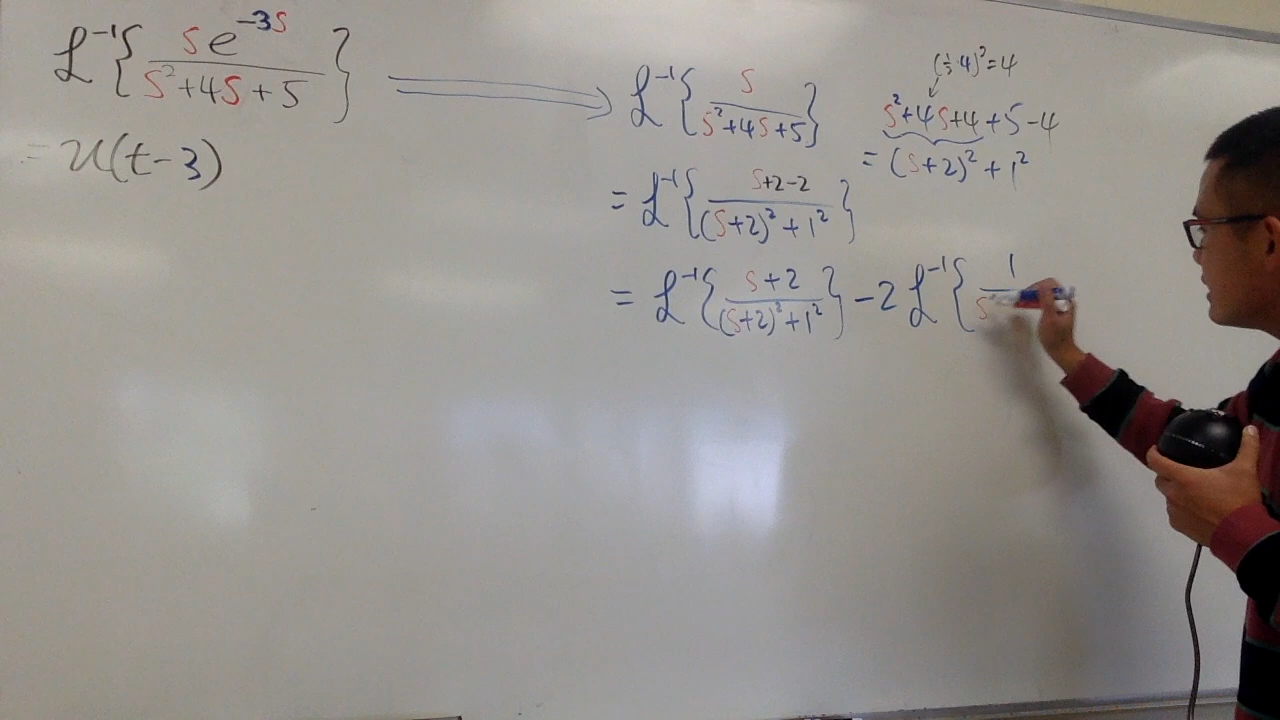 ℒ⁻¹{ se⁻³ˢ / s²+4s+5 }
= u(t-3)
ℒ⁻¹{ s / s²+4s+5 }
= ℒ⁻¹{ s+2-2 / (s+2)²+1² }
= ℒ⁻¹{ s+2 / (s+2)²+1² } - 2 ℒ⁻¹{ 1 / s
(½·4)²=4
s²+4s+4+5-4
= (s+2)²+1²